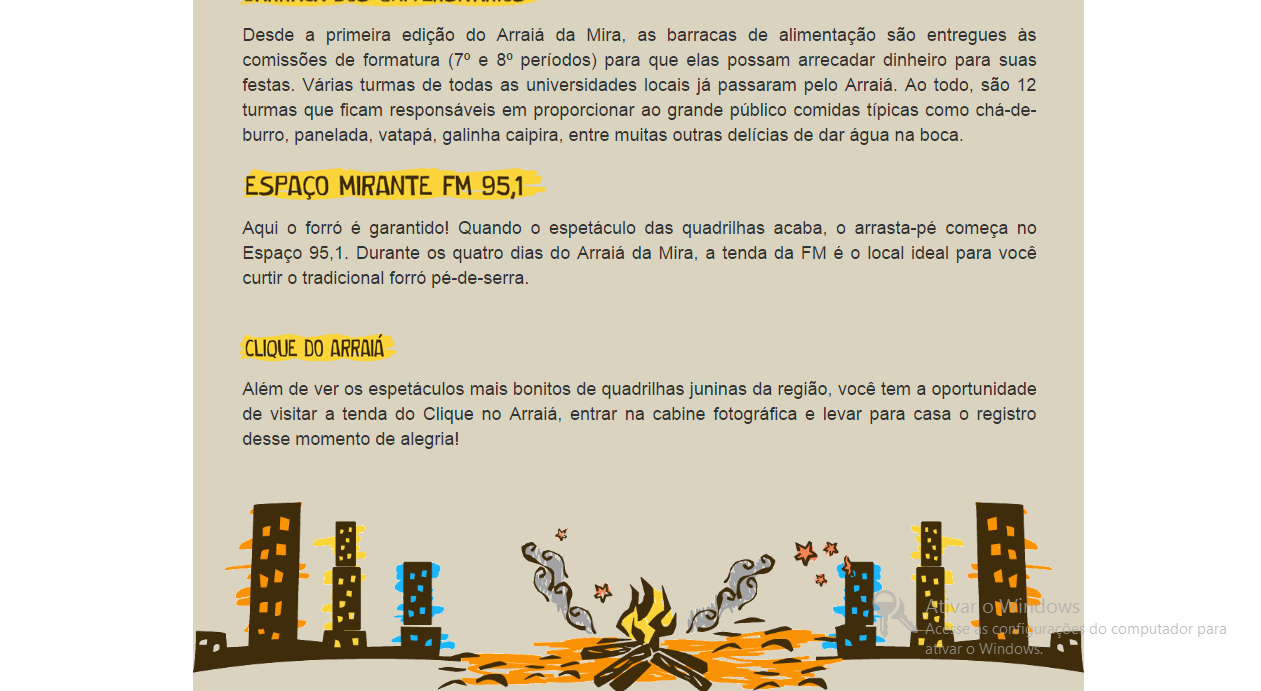 Desde a primeira edição do Arraiá da Mira, as barracas de alimentação são entregues às
comissões de formatura (7º e 8º períodos) para que elas possam arrecadar dinheiro para suas
festas. Várias turmas de todas as universidades locais já passaram pelo Arraiá. Ao todo, são 12
turmas que ficam responsáveis em proporcionar ao grande público comidas típicas como chá-de-
burro, panelada, vatapá, galinha caipira, entre muitas outras delícias de dar água na boca.
ESPAÇO MIRANTE FM 95,1
Aqui o forró é garantido! Quando o espetáculo das quadrilhas acaba, o arrasta-pé começa no
Espaço 95,1. Durante os quatro dias do Arraiá da Mira, a tenda da FM é o local ideal para você
curtir o tradicional forró pé-de-serra.
CLIQUE DO ARRAIÁ
Além de ver os espetáculos mais bonitos de quadrilhas juninas da região, você tem a oportunidade
de visitar a tenda do Clique no Arraiá, entrar na cabine fotográfica e levar para casa o registro
desse momento de alegria!
Ativar o Windows
Acesse as configurações do computador para
ativar o Windows.